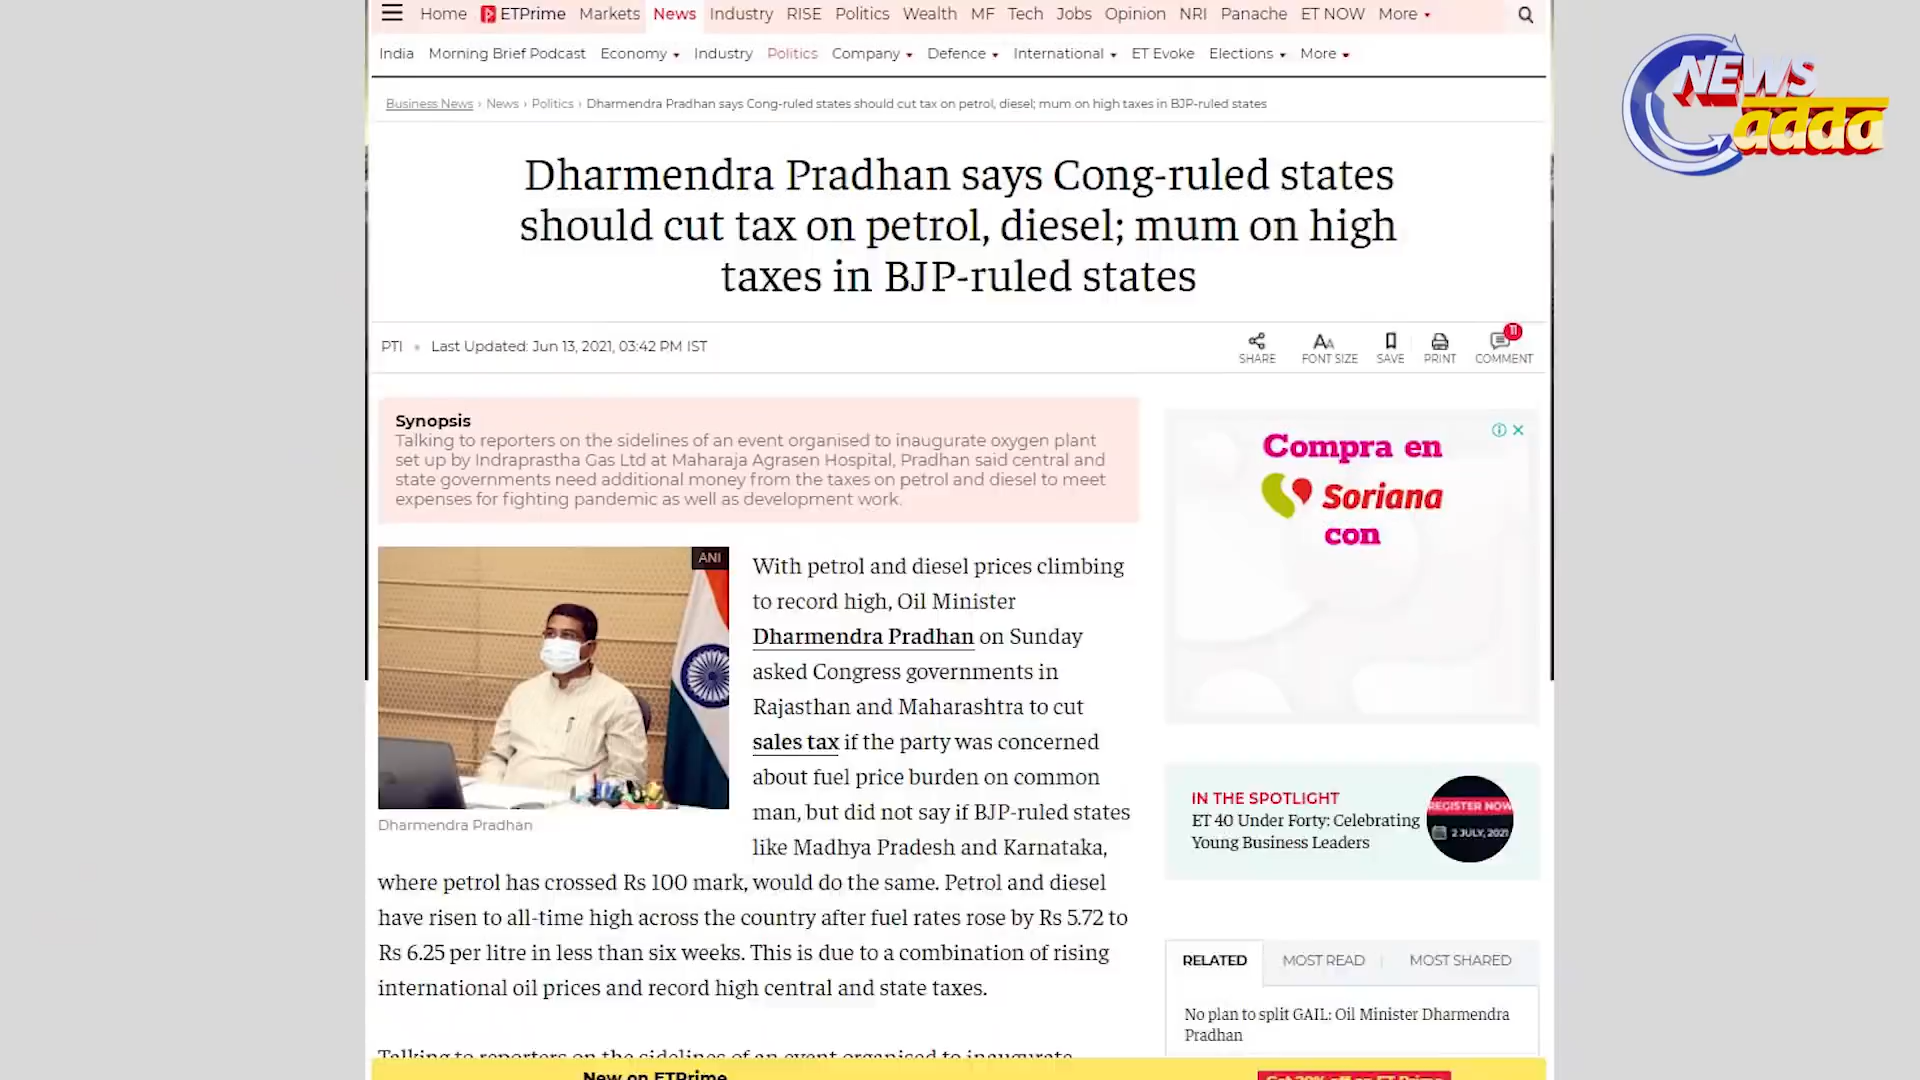 Home ETPrime Markets News Industry RISE Politics Wealth MF Tech Jobs Opinion NRI Panache ET NOW More
India Morning Brief Podcast Economy Industry Politics Company Defence International ET Evoke Elections More
NEWS
adda
Business News › News › Politics › Dharmendra Pradhan says Cong-ruled states should cut tax on petrol, diesel; mum on high taxes in BJP-ruled states
Dharmendra Pradhan says Cong-ruled states
should cut tax on petrol, diesel; mum on high
taxes in BJP-ruled states
PTI • Last Updated: Jun 13, 2021, 03:42 PM IST
SHARE FONT SIZE SAVE PRINT COMMENT
11
Synopsis
Talking to reporters on the sidelines of an event organised to inaugurate oxygen plant
set up by Indraprastha Gas Ltd at Maharaja Agrasen Hospital, Pradhan said central and
state governments need additional money from the taxes on petrol and diesel to meet
expenses for fighting pandemic as well as development work.
ANI
Dharmendra Pradhan
With petrol and diesel prices climbing
to record high, Oil Minister
Dharmendra Pradhan on Sunday
asked Congress governments in
Rajasthan and Maharashtra to cut
sales tax if the party was concerned
about fuel price burden on common
man, but did not say if BJP-ruled states
like Madhya Pradesh and Karnataka,
where petrol has crossed Rs 100 mark, would do the same. Petrol and diesel
have risen to all-time high across the country after fuel rates rose by Rs 5.72 to
Rs 6.25 per litre in less than six weeks. This is due to a combination of rising
international oil prices and record high central and state taxes.
Talking to reporters on the sidelines of an event organised to inaugurate
Compra en
Soriana
con
IN THE SPOTLIGHT
ET 40 Under Forty: Celebrating
Young Business Leaders
REGISTER NOW
2 JULY, 2021
RELATED MOST READ MOST SHARED
No plan to split GAIL: Oil Minister Dharmendra
Pradhan
New on ETPrime